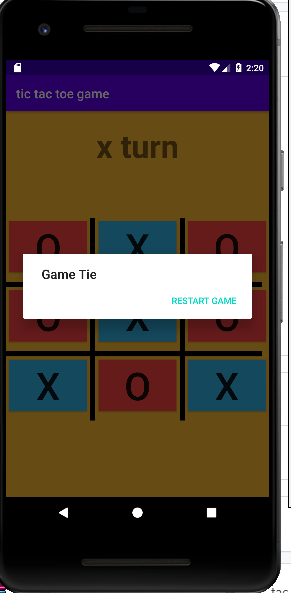 2:20
tic tac toe game
x turn
O X O
Game Tie
RESTART GAME
O X O
X O X